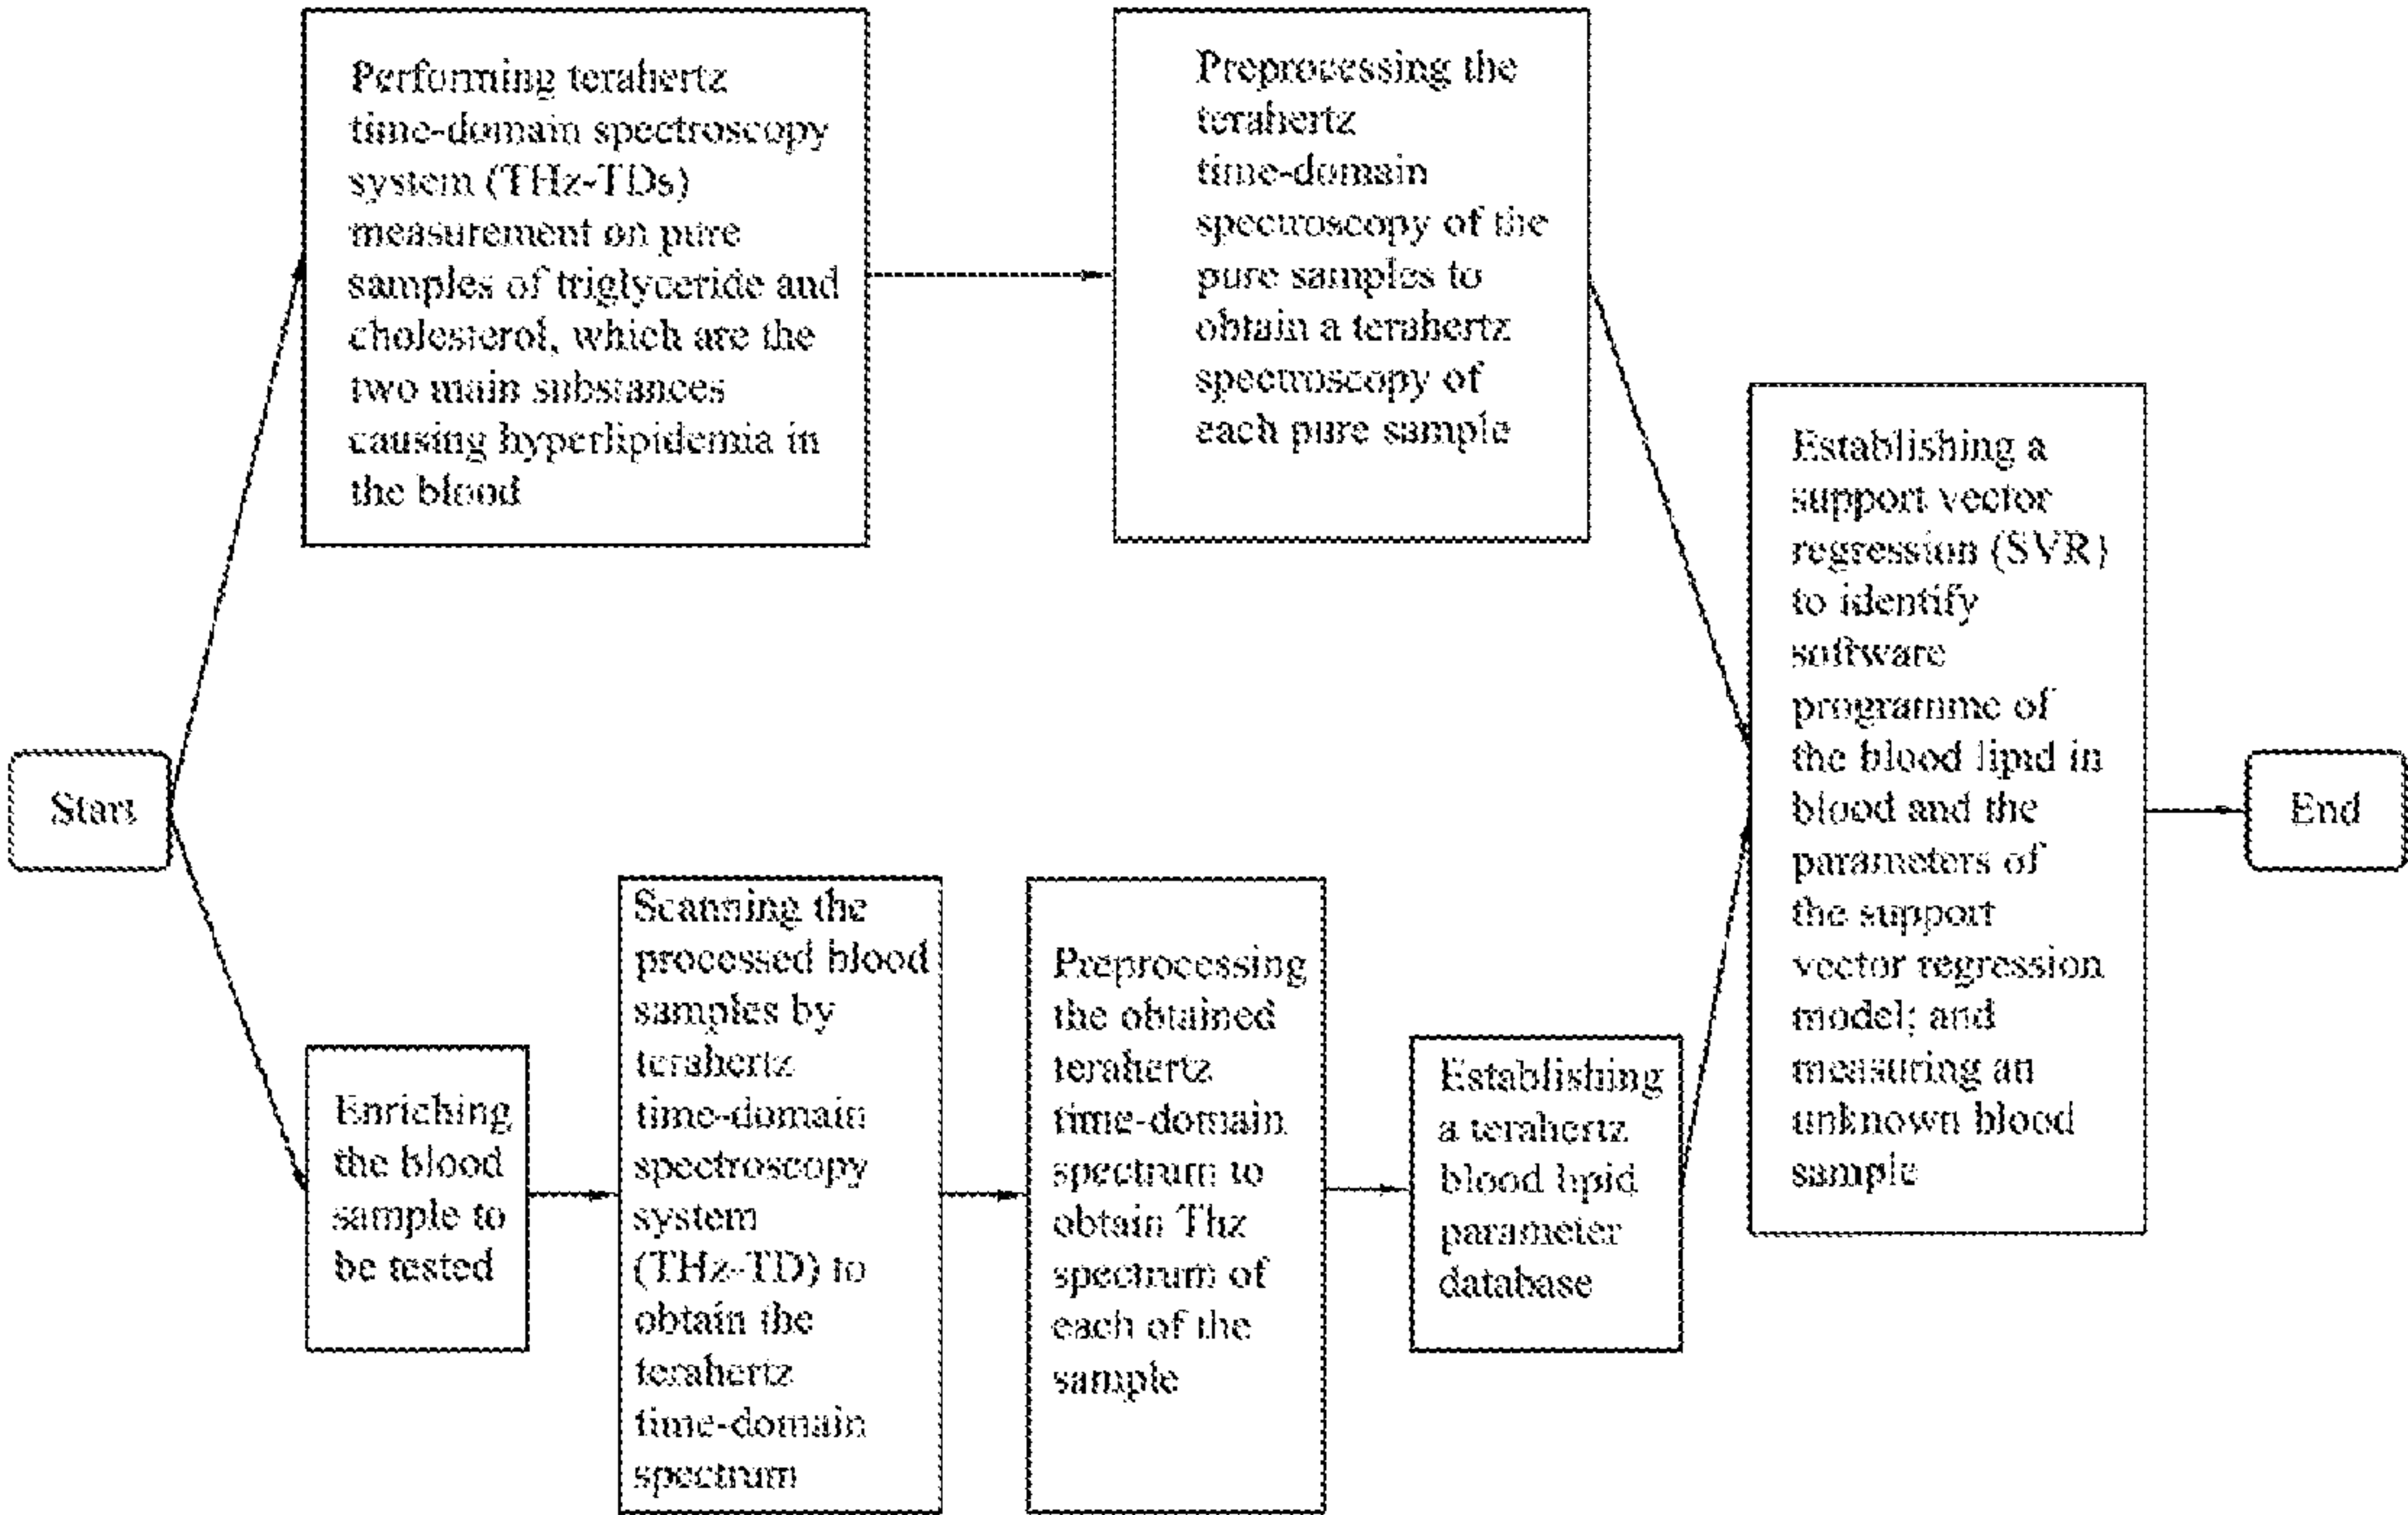 Start
Performing terahertz
time-domain spectroscopy
system (THz-TDs)
measurement on pure
samples of triglyceride and
cholesterol, which are the
two main substances
causing hyperlipidemia in
the blood
Preprocessing the
terahertz
time-domain
spectroscopy of the
pure samples to
obtain a terahertz
spectroscopy of
each pure sample
Enriching
the blood
sample to
be tested
Scanning the
processed blood
samples by
terahertz
time-domain
spectroscopy
system
(THz-TD) to
obtain the
terahertz
time-domain
spectrum
Preprocessing
the obtained
terahertz
time-domain
spectrum to
obtain Thz
spectrum of
each of the
sample
Establishing
a terahertz
blood lipid
parameter
database
Establishing a
support vector
regression (SVR)
to identify
software
programme of
the blood lipid in
blood and the
parameters of
the support
vector regression
model; and
measuring an
unknown blood
sample
End